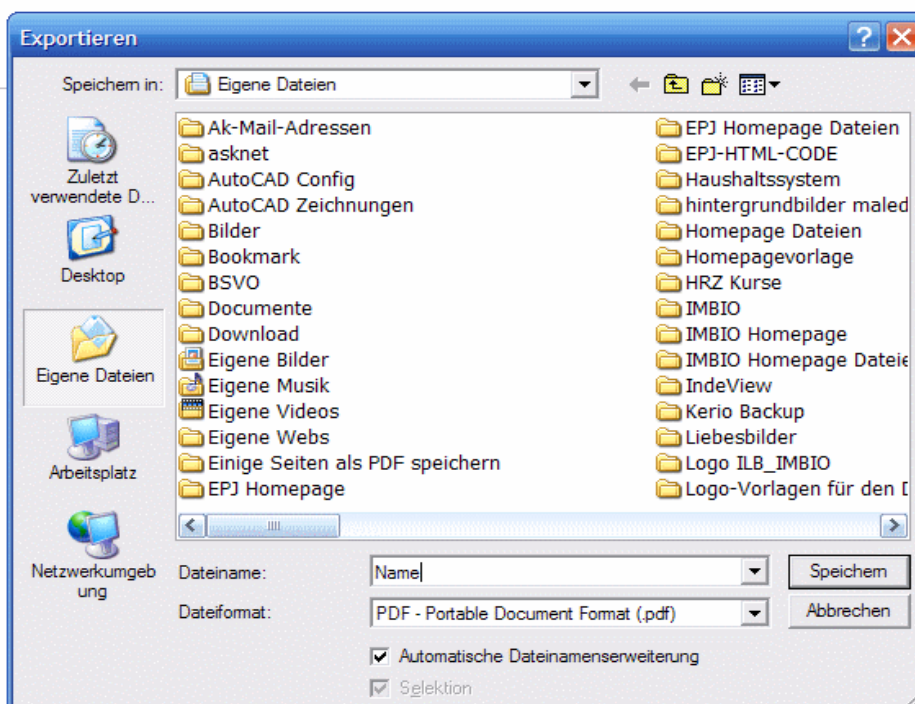 Exportieren
Speichern in:
Eigene Dateien
Zuletzt
verwendete D...
Desktop
Eigene Dateien
Arbeitsplatz
Netzwerkumgeb
ung
Ak-Mail-Adressen
asknet
AutoCAD Config
AutoCAD Zeichnungen
Bilder
Bookmark
BSVO
Documente
Download
Eigene Bilder
Eigene Musik
Eigene Videos
Eigene Webs
Einige Seiten als PDF speichern
EPJ Homepage
EPJ Homepage Dateien
EPJ-HTML-CODE
Haushaltssystem
hintergrundbilder maled
Homepage Dateien
Homepagevorlage
HRZ Kurse
IMBIO
IMBIO Homepage
IMBIO Homepage Dateie
IndeView
Kerio Backup
Liebesbilder
Logo ILB_IMBIO
Logo-Vorlagen für den
Dateiname:
Name
Speichern
Dateiformat:
PDF - Portable Document Format (.pdf)
Abbrechen
Automatische Dateinamenserweiterung
Selektion